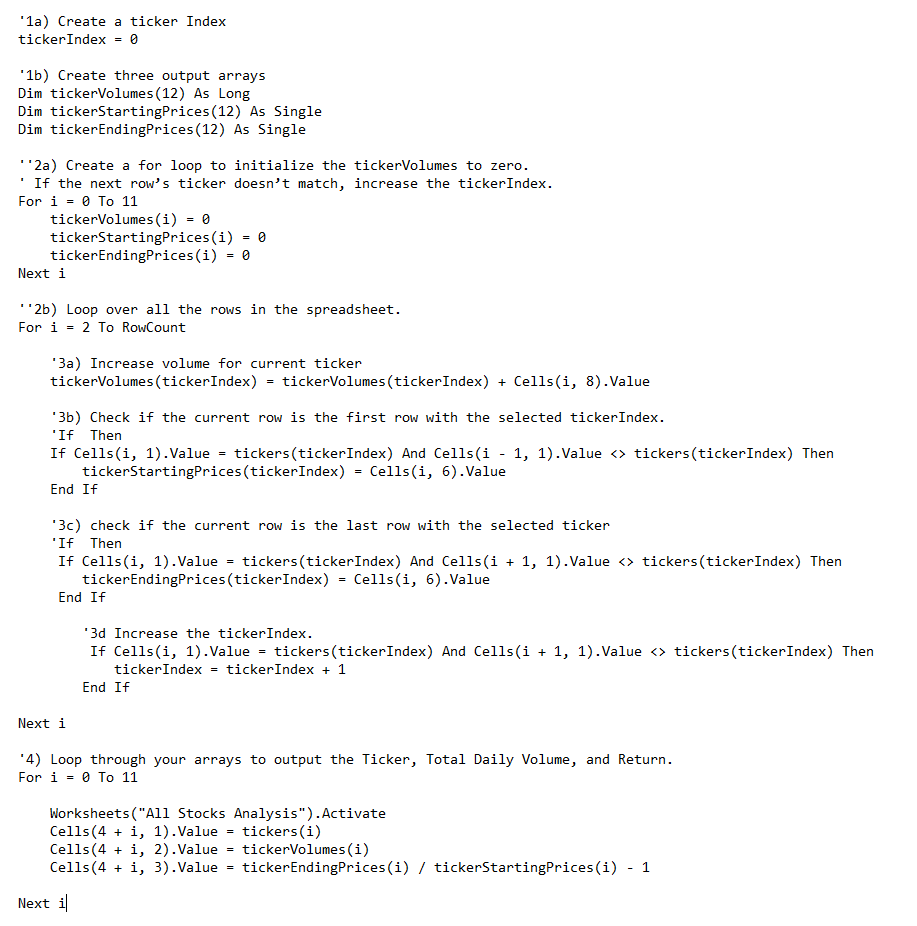 '1a) Create a ticker Index
tickerIndex = 0
'1b) Create three output arrays
Dim tickerVolumes(12) As Long
Dim tickerStartingPrices(12) As Single
Dim tickerEndingPrices(12) As Single
''2a) Create a for loop to initialize the tickerVolumes to zero.
' If the next row’s ticker doesn’t match, increase the tickerIndex.
For i = 0 To 11
    tickerVolumes(i) = 0
    tickerStartingPrices(i) = 0
    tickerEndingPrices(i) = 0
Next i
''2b) Loop over all the rows in the spreadsheet.
For i = 2 To RowCount
    '3a) Increase volume for current ticker
    tickerVolumes(tickerIndex) = tickerVolumes(tickerIndex) + Cells(i, 8).Value
    '3b) Check if the current row is the first row with the selected tickerIndex.
    'If  Then
    If Cells(i, 1).Value = tickers(tickerIndex) And Cells(i - 1, 1).Value <> tickers(tickerIndex) Then
        tickerStartingPrices(tickerIndex) = Cells(i, 6).Value
    End If
    '3c) check if the current row is the last row with the selected ticker
    'If  Then
     If Cells(i, 1).Value = tickers(tickerIndex) And Cells(i + 1, 1).Value <> tickers(tickerIndex) Then
        tickerEndingPrices(tickerIndex) = Cells(i, 6).Value
     End If
        '3d Increase the tickerIndex.
         If Cells(i, 1).Value = tickers(tickerIndex) And Cells(i + 1, 1).Value <> tickers(tickerIndex) Then
            tickerIndex = tickerIndex + 1
        End If
Next i
'4) Loop through your arrays to output the Ticker, Total Daily Volume, and Return.
For i = 0 To 11
    Worksheets("All Stocks Analysis").Activate
    Cells(4 + i, 1).Value = tickers(i)
    Cells(4 + i, 2).Value = tickerVolumes(i)
    Cells(4 + i, 3).Value = tickerEndingPrices(i) / tickerStartingPrices(i) - 1
Next i